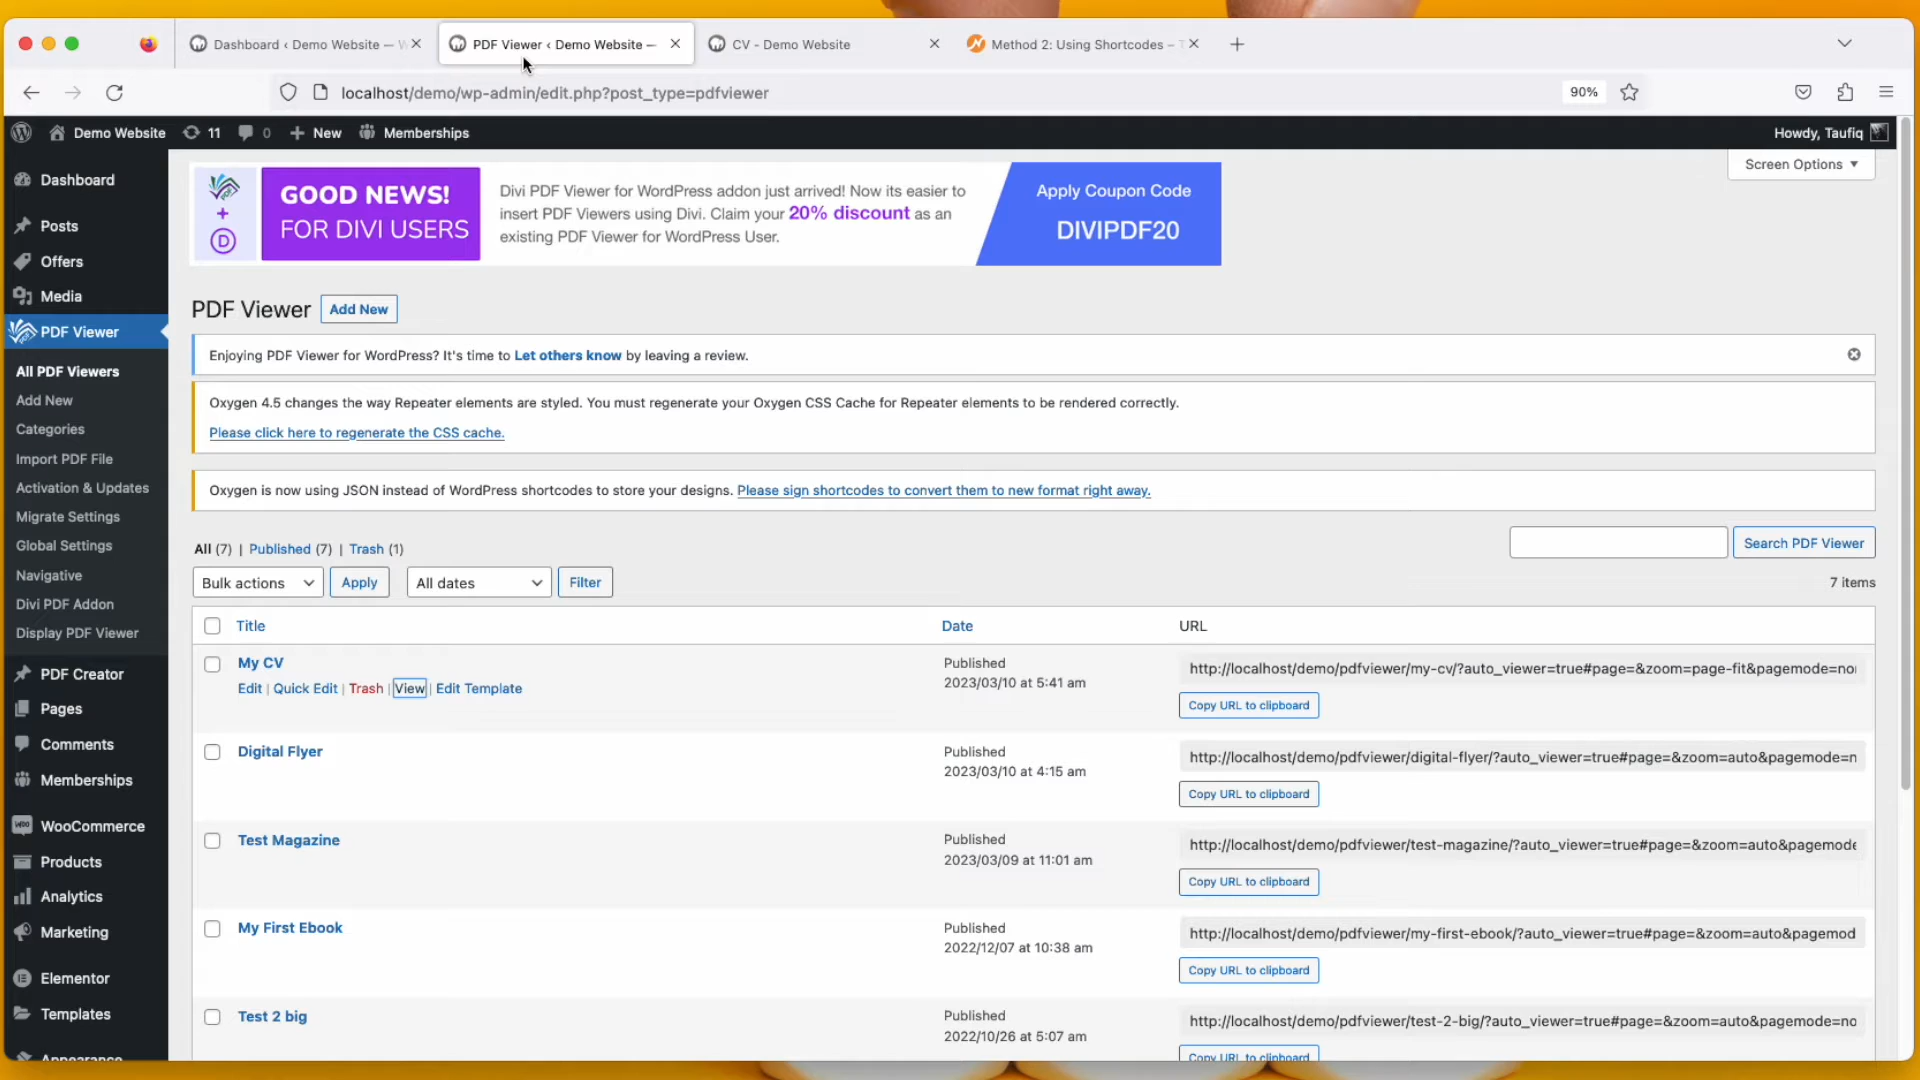 Dashboard ‹ Demo Website — W
PDF Viewer ‹ Demo Website —
CV - Demo Website
Method 2: Using Shortcodes – T
localhost/demo/wp-admin/edit.php?post_type=pdfviewer
90%
Demo Website
11
0
New
Memberships
Howdy, Taufiq
Screen Options
Dashboard
Posts
Offers
Media
PDF Viewer
All PDF Viewers
Add New
Categories
Import PDF File
Activation & Updates
Migrate Settings
Global Settings
Navigative
Divi PDF Addon
Display PDF Viewer
PDF Creator
Pages
Comments
Memberships
WooCommerce
Products
Analytics
Marketing
Elementor
Templates
Appearance
+
D
GOOD NEWS!
FOR DIVI USERS
Divi PDF Viewer for WordPress addon just arrived! Now its easier to
insert PDF Viewers using Divi. Claim your 20% discount as an
existing PDF Viewer for WordPress User.
Apply Coupon Code
DIVIPDF20
PDF Viewer
Add New
Enjoying PDF Viewer for WordPress? It's time to Let others know by leaving a review.
Oxygen 4.5 changes the way Repeater elements are styled. You must regenerate your Oxygen CSS Cache for Repeater elements to be rendered correctly.
Please click here to regenerate the CSS cache.
Oxygen is now using JSON instead of WordPress shortcodes to store your designs. Please sign shortcodes to convert them to new format right away.
All (7) | Published (7) | Trash (1)
Search PDF Viewer
Bulk actions
Apply
All dates
Filter
7 items
Title
Date
URL
My CV
Edit | Quick Edit | Trash | View | Edit Template
Published
2023/03/10 at 5:41 am
http://localhost/demo/pdfviewer/my-cv/?auto_viewer=true#page=&zoom=page-fit&pagemode=nor
Copy URL to clipboard
Digital Flyer
Published
2023/03/10 at 4:15 am
http://localhost/demo/pdfviewer/digital-flyer/?auto_viewer=true#page=&zoom=auto&pagemode=n
Copy URL to clipboard
Test Magazine
Published
2023/03/09 at 11:01 am
http://localhost/demo/pdfviewer/test-magazine/?auto_viewer=true#page=&zoom=auto&pagemode
Copy URL to clipboard
My First Ebook
Published
2022/12/07 at 10:38 am
http://localhost/demo/pdfviewer/my-first-ebook/?auto_viewer=true#page=&zoom=auto&pagemod
Copy URL to clipboard
Test 2 big
Published
2022/10/26 at 5:07 am
http://localhost/demo/pdfviewer/test-2-big/?auto_viewer=true#page=&zoom=auto&pagemode=no
Copy URL to clipboard